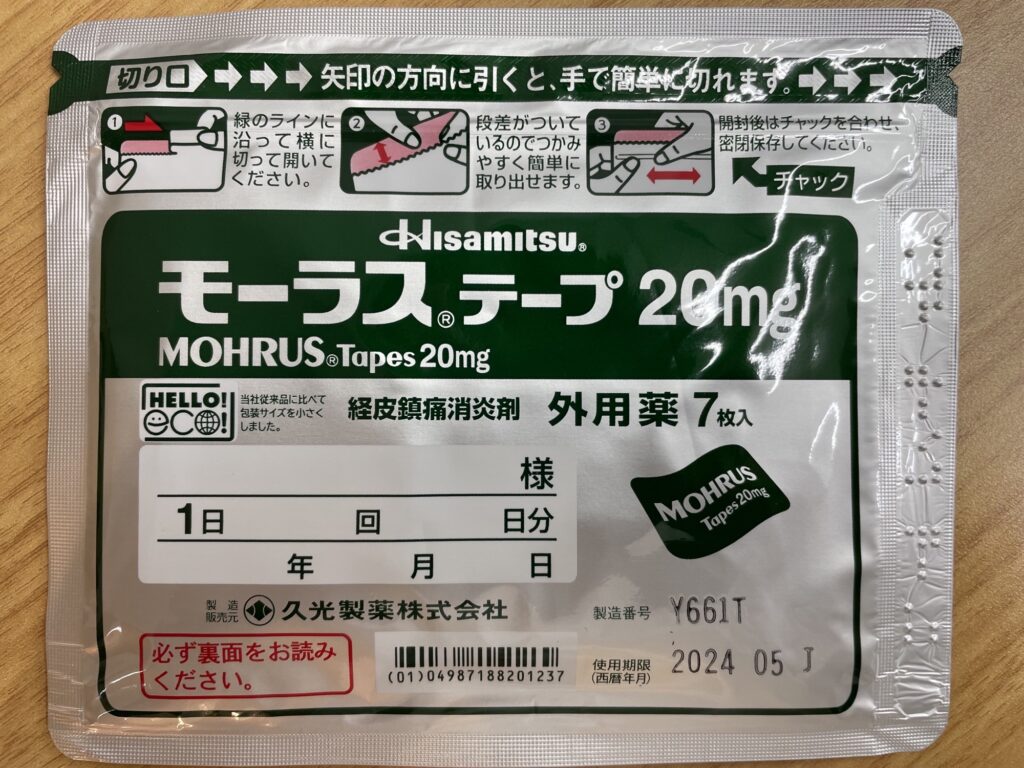 切り口 矢印の方向に引くと、手で簡単に切れます。
1
緑のラインに
沿って横に
切って開いて
ください。
2
段差がついて
いるのでつかみ
やすく簡単に
取り出せます。
3
開封後はチャックを合わせ、
密閉保存してください。
チャック
HISAMITSU®
モーラス®テープ20mg
MOHRUS®Tapes 20mg
HELLO!
eco!
当社従来品に比べて
包装サイズを小さく
しました。
経皮鎮痛消炎剤 外用薬 7枚入
様
1日 回 日分
年 月 日
MOHRUS
Tapes 20mg
製造
販売元 久光製薬株式会社
製造番号 Y661T
必ず裏面をお読み
ください。
(01)04987188201237
使用期限
(西暦年月) 2024 05 J